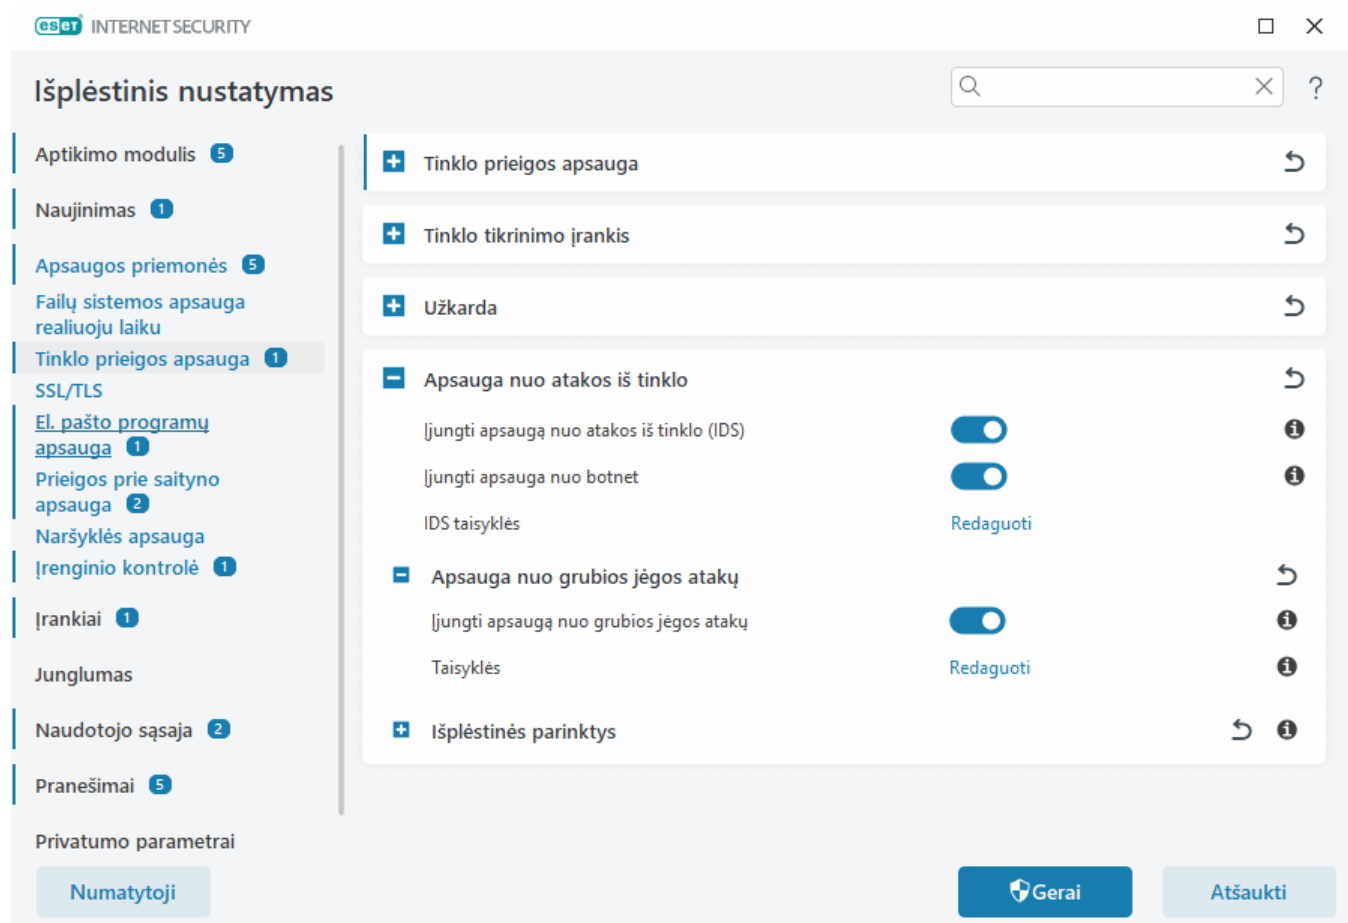 eset INTERNET SECURITY
Išplėstinis nustatymas
?
Aptikimo modulis 5
Naujinimas 1
Apsaugos priemonės 5
Failų sistemos apsauga
realiuoju laiku
Tinklo prieigos apsauga 1
SSL/TLS
El. pašto programų
apsauga 1
Prieigos prie saityno
apsauga 2
Naršyklės apsauga
Įrenginio kontrolė 1
Įrankiai 1
Junglumas
Naudotojo sąsaja 2
Pranešimai 5
Privatumo parametrai
Tinklo prieigos apsauga
Tinklo tikrinimo įrankis
Užkarda
Apsauga nuo atakos iš tinklo
Įjungti apsaugą nuo atakos iš tinklo (IDS)
Įjungti apsauga nuo botnet
IDS taisyklės Redaguoti
Apsauga nuo grubios jėgos atakų
Įjungti apsaugą nuo grubios jėgos atakų
Taisyklės Redaguoti
Išplėstinės parinktys
Numatytoji
Gerai
Atšaukti